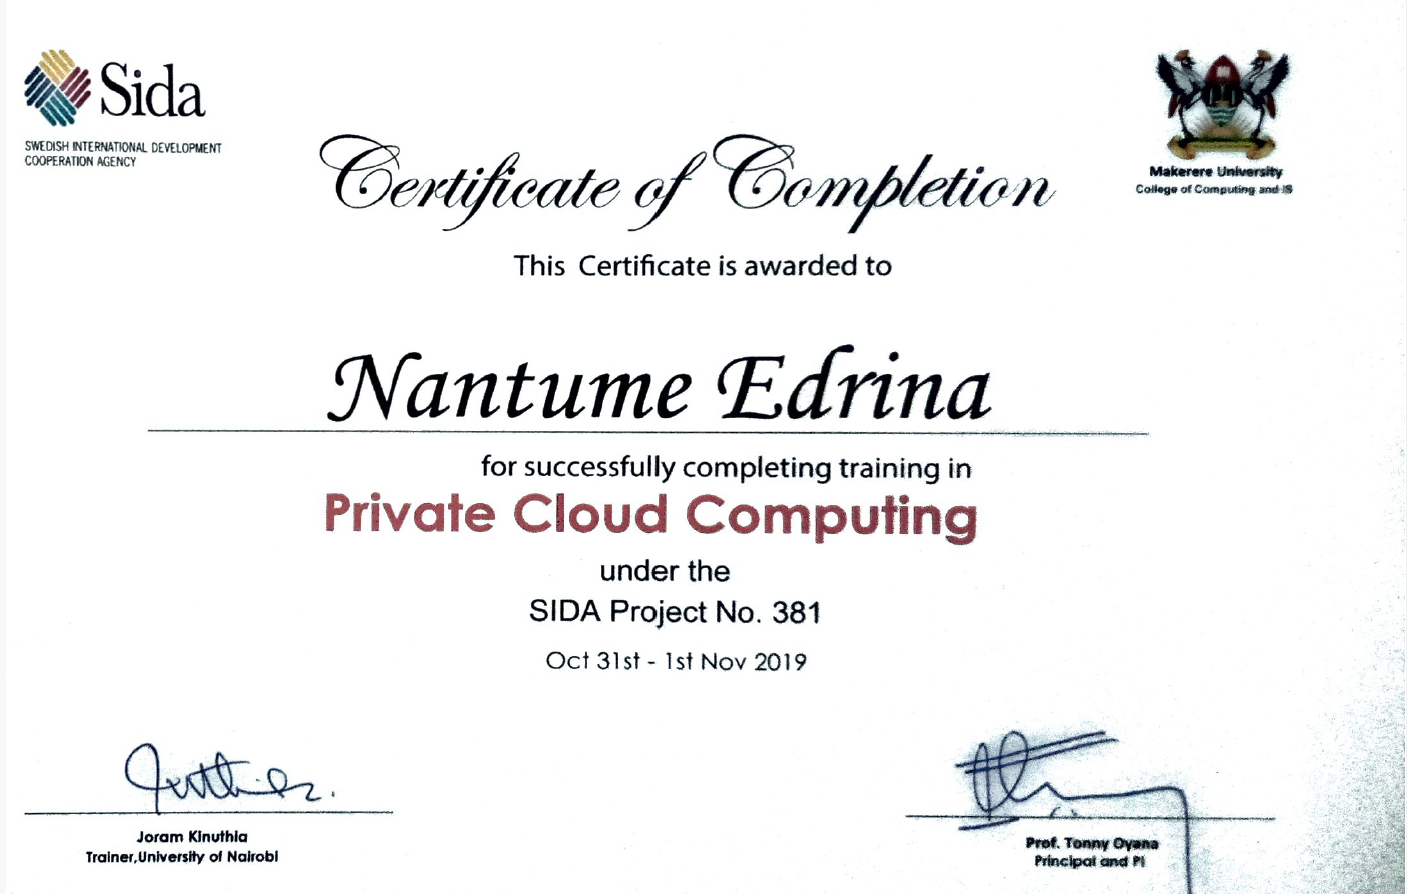 Sida
SWEDISH INTERNATIONAL DEVELOPMENT
COOPERATION AGENCY
Makerere University
College of Computing and IS
Certificate of Completion
This Certificate is awarded to
Nantume Edrina
for successfully completing training in
Private Cloud Computing
under the
SIDA Project No. 381
Oct 31st - 1st Nov 2019
Joram Kinuthia
Trainer,University of Nairobi
Prof. Tonny Oyana
Principal and PI